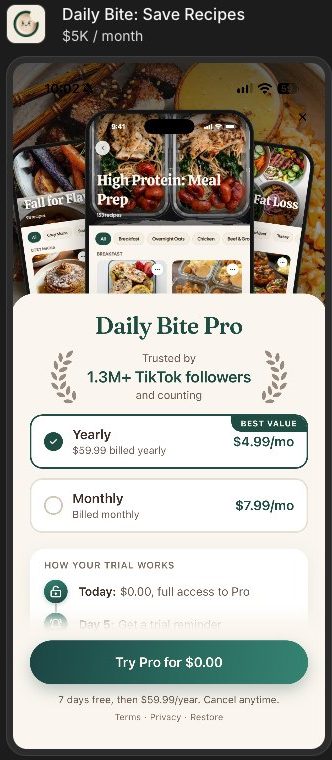 Daily Bite: Save Recipes
$5K / month
10:02
9:41
High Protein: Meal
Prep
Fall for Fla
Fat Loss
All
Breakfast
Overnight Oats
Chicken
BREAKFAST
Daily Bite Pro
Trusted by
1.3M+ TikTok followers
and counting
BEST VALUE
Yearly
$4.99/mo
$59.99 billed yearly
Monthly
$7.99/mo
Billed monthly
HOW YOUR TRIAL WORKS
Today: $0.00, full access to Pro
Day 5: Get a trial reminder
Try Pro for $0.00
7 days free, then $59.99/year. Cancel anytime.
Terms · Privacy · Restore